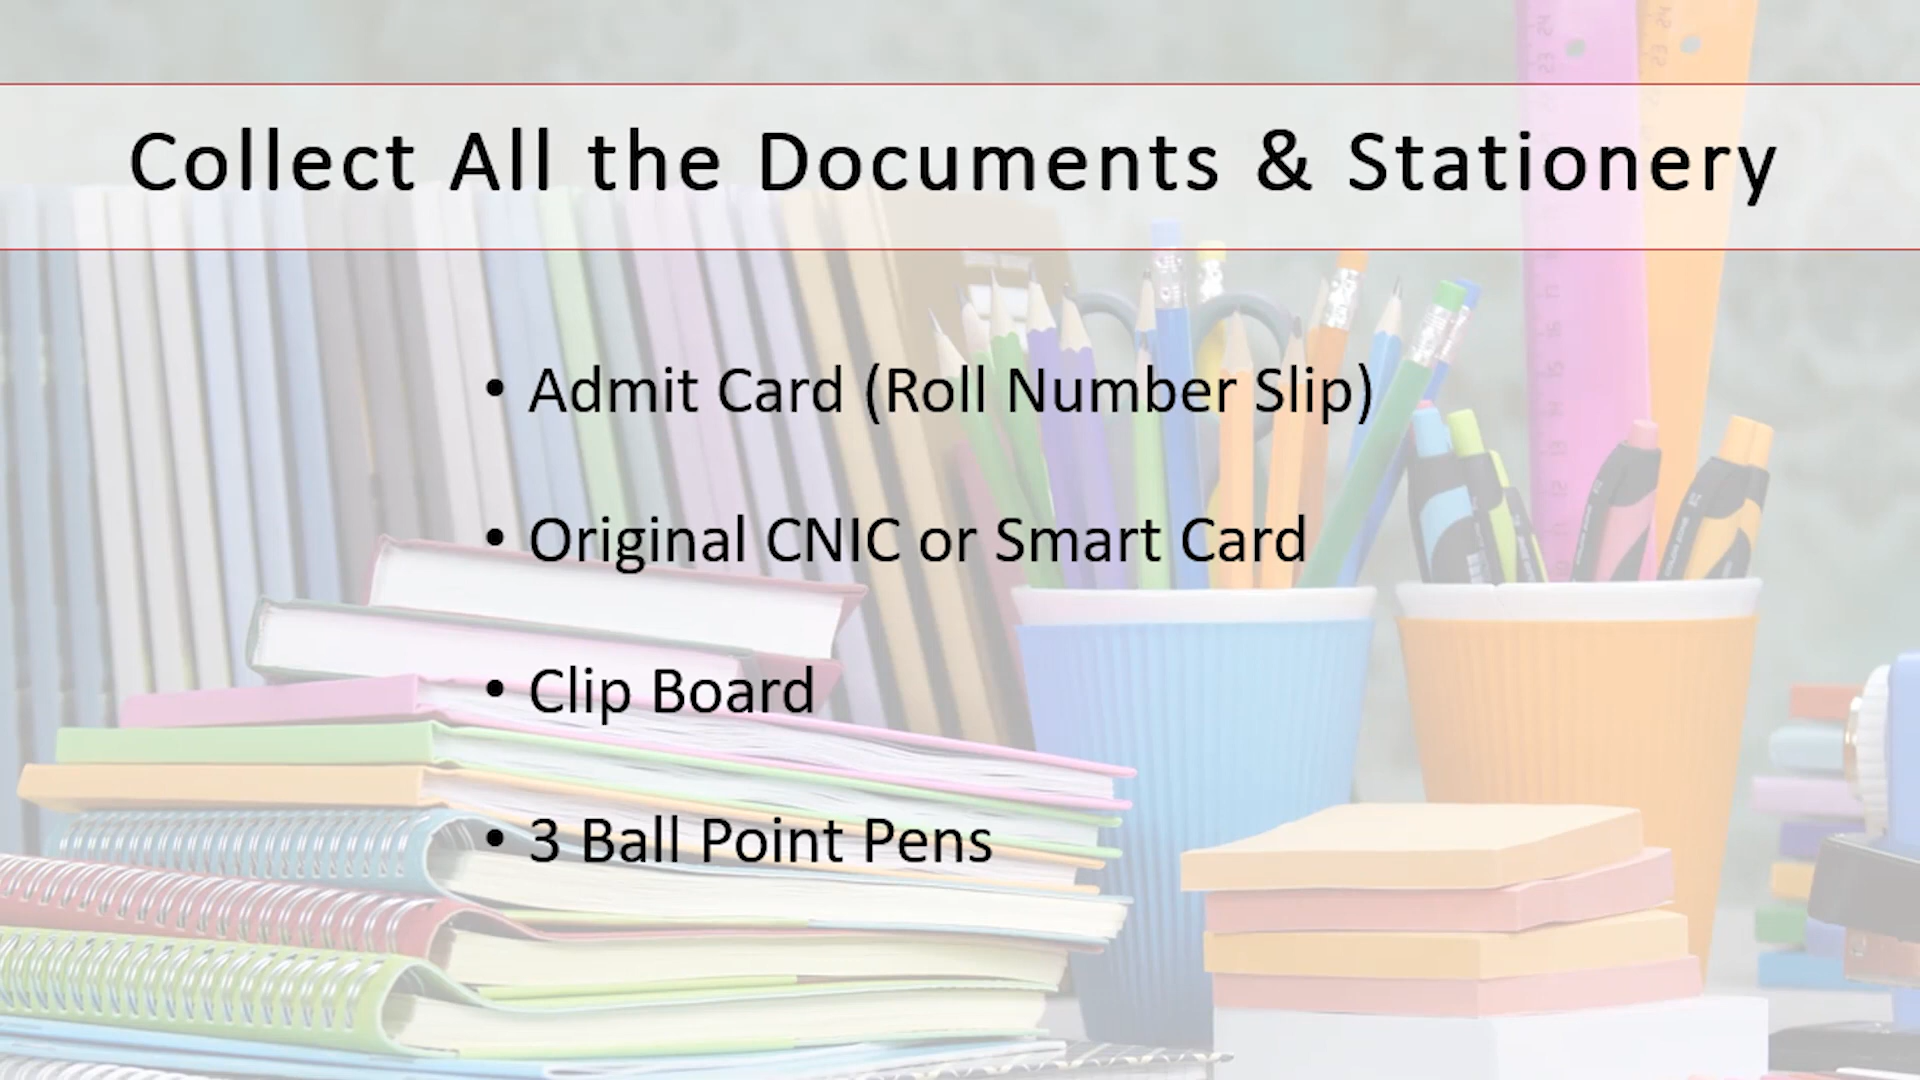 Collect All the Documents & Stationery
• Admit Card (Roll Number Slip)
• Original CNIC or Smart Card
• Clip Board
• 3 Ball Point Pens